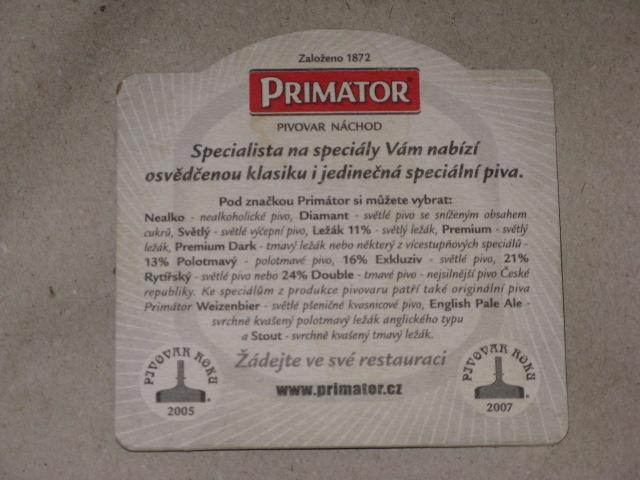 Založeno 1872
PRIMÁTOR
PIVOVAR NÁCHOD
Specialista na speciály Vám nabízí
osvědčenou klasiku i jedinečná speciální piva.
Pod značkou Primátor si můžete vybrat:
Nealko - nealkoholické pivo, Diamant - světlé pivo se sníženým obsahem
cukrů, Světlý - světlé výčepní pivo, Ležák 11% - světlý ležák, Premium - světlý
ležák, Premium Dark - tmavý ležák nebo některý z vícestupňových speciálů -
13% Polotmavý - polotmavé pivo, 16% Exkluziv - světlé pivo, 21%
Rytířský - světlé pivo nebo 24% Double - tmavé pivo - nejsilnější pivo České
republiky. Ke speciálům z produkce pivovaru patří také originální piva
Primátor Weizenbier - světlé pšeničné kvasnicové pivo, English Pale Ale -
svrchně kvašený polotmavý ležák anglického typu
a Stout - svrchně kvašený tmavý ležák.
Žádejte ve své restauraci
www.primator.cz
PIVOVAR ROKU
2005
PIVOVAR ROKU
2007